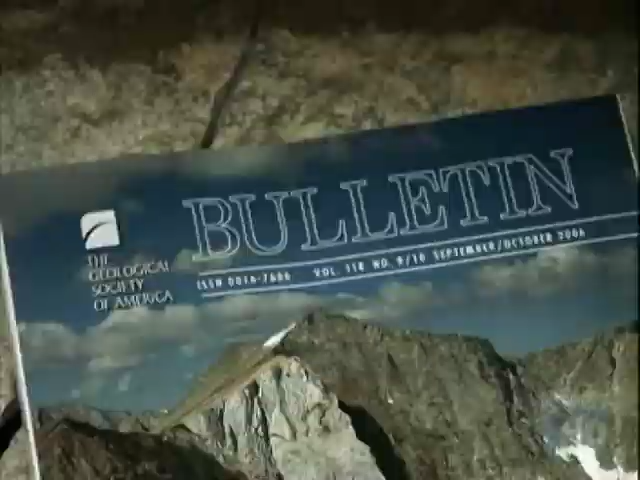 BULLETIN
THE
GEOLOGICAL
SOCIETY
OF AMERICA
ISSN 0016-7606 VOL. 118 NO. 9/10 SEPTEMBER/OCTOBER 2006